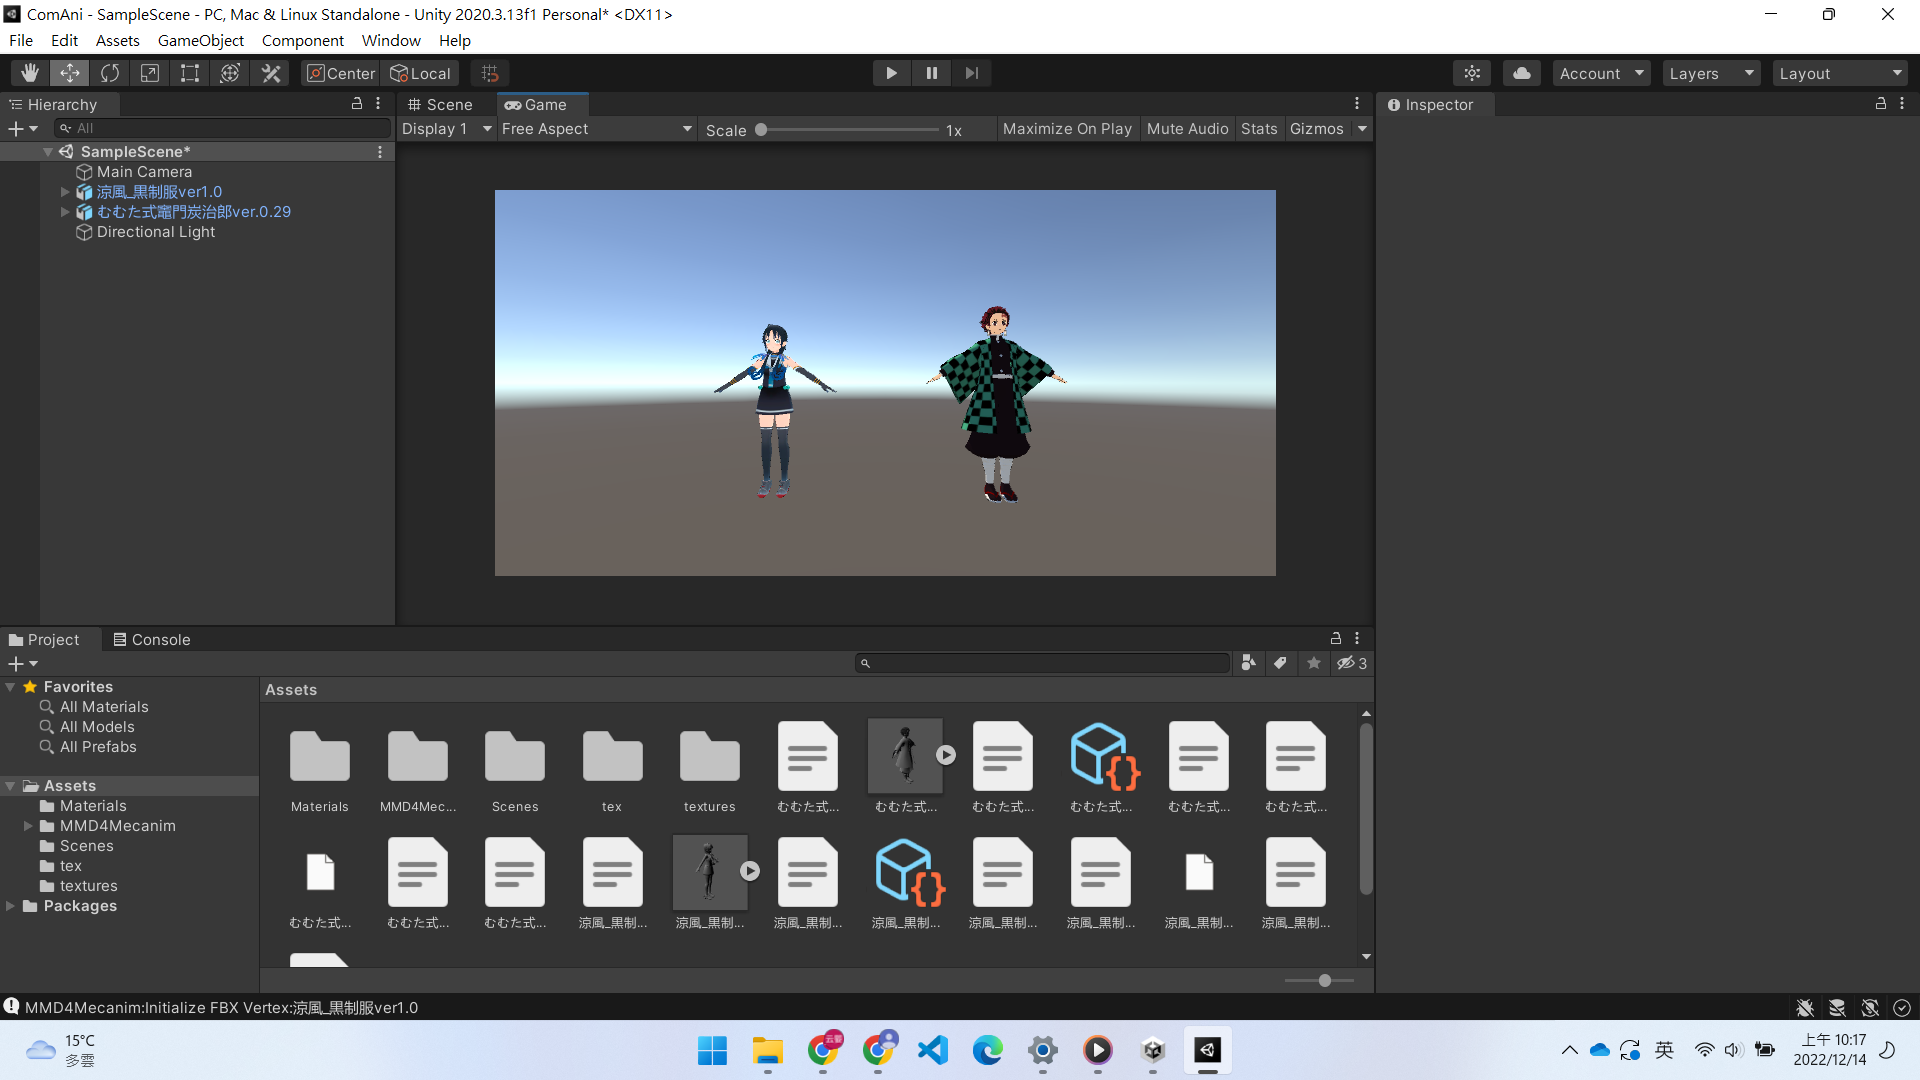 ComAni - SampleScene - PC, Mac & Linux Standalone - Unity 2020.3.13f1 Personal* <DX11>
File Edit Assets GameObject Component Window Help
Center Local Account Layers Layout
Hierarchy
All
SampleScene*
Main Camera
涼風_黒制服ver1.0
むむた式竈門炭治郎ver.0.29
Directional Light
Scene Game
Display 1 Free Aspect Scale 1x Maximize On Play Mute Audio Stats Gizmos
Inspector
Project Console
3
Favorites
All Materials
All Models
All Prefabs
Assets
Materials
MMD4Mecanim
Scenes
tex
textures
Packages
Assets
Materials MMD4Mec... Scenes tex textures むむた式... むむた式... むむた式... むむた式... むむた式... むむた式...
むむた式... むむた式... むむた式... 涼風_黒制... 涼風_黒制... 涼風_黒制... 涼風_黒制... 涼風_黒制... 涼風_黒制... 涼風_黒制... 涼風_黒制...
MMD4Mecanim:Initialize FBX Vertex:涼風_黒制服ver1.0
15°C
多雲
英
上午 10:17
2022/12/14